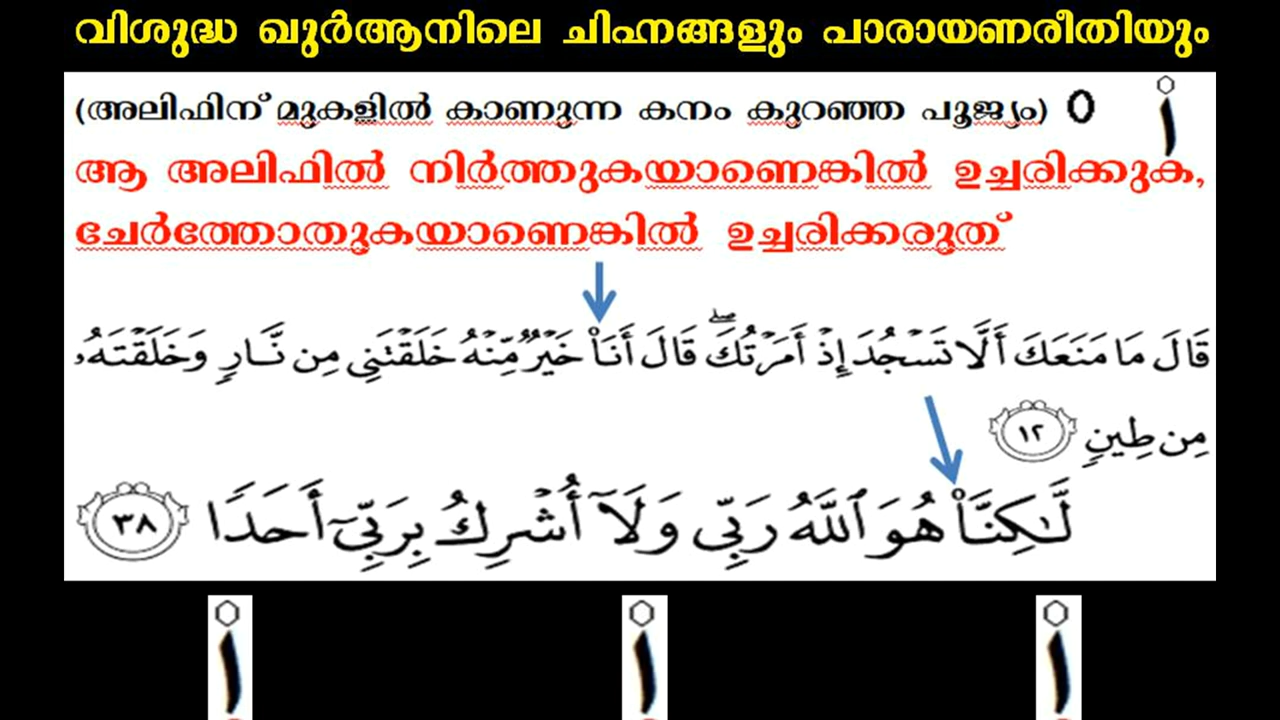 വിശുദ്ധ ഖുർആനിലെ ചിഹ്നങ്ങളും പാരായണരീതിയും
(അലിഫിന് മുകളിൽ കാണുന്ന കനം കുറഞ്ഞ പൂജ്യം) 0 ا۠
ആ അലിഫിൽ നിർത്തുകയാണെങ്കിൽ ഉച്ചരിക്കുക,
ചേർത്തോതുകയാണെങ്കിൽ ഉച്ചരിക്കരുത്
قَالَ مَا مَنَعَكَ أَلَّا تَسۡجُدَ إِذۡ أَمَرۡتُكَۖ قَالَ أَنَا۠ خَيۡرٞ مِّنۡهُ خَلَقۡتَنِي مِن نَّارٖ وَخَلَقۡتَهُۥ
مِن طِينٖ ١٢
لَّٰكِنَّا۠ هُوَ ٱللَّهُ رَبِّي وَلَآ أُشۡرِكُ بِرَبِّيٓ أَحَدٗا ٣٨
ا۠ ا۠ ا۠